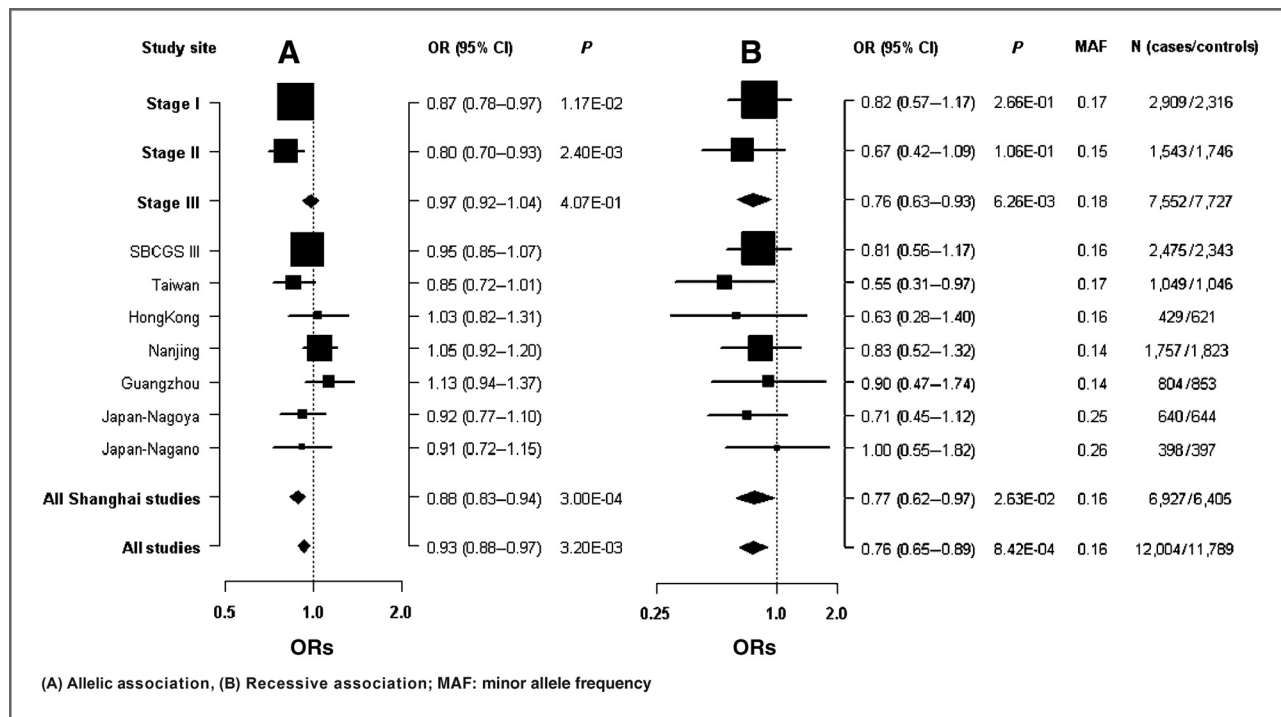 Study site A OR (95% CI) P B OR (95% CI) P MAF N (cases/controls)
Stage I 0.87 (0.78–0.97) 1.17E-02 0.82 (0.57–1.17) 2.66E-01 0.17 2,909/2,316
Stage II 0.80 (0.70–0.93) 2.40E-03 0.67 (0.42–1.09) 1.06E-01 0.15 1,543/1,746
Stage III 0.97 (0.92–1.04) 4.07E-01 0.76 (0.63–0.93) 6.26E-03 0.18 7,552/7,727
SBCGS III 0.95 (0.85–1.07) 0.81 (0.56–1.17) 0.16 2,475/2,343
Taiwan 0.85 (0.72–1.01) 0.55 (0.31–0.97) 0.17 1,049/1,046
HongKong 1.03 (0.82–1.31) 0.63 (0.28–1.40) 0.16 429/621
Nanjing 1.05 (0.92–1.20) 0.83 (0.52–1.32) 0.14 1,757/1,823
Guangzhou 1.13 (0.94–1.37) 0.90 (0.47–1.74) 0.14 804/853
Japan-Nagoya 0.92 (0.77–1.10) 0.71 (0.45–1.12) 0.25 640/644
Japan-Nagano 0.91 (0.72–1.15) 1.00 (0.55–1.82) 0.26 398/397
All Shanghai studies 0.88 (0.83–0.94) 3.00E-04 0.77 (0.62–0.97) 2.63E-02 0.16 6,927/6,405
All studies 0.93 (0.88–0.97) 3.20E-03 0.76 (0.65–0.89) 8.42E-04 0.16 12,004/11,789
0.5 1.0 2.0 0.25 1.0 2.0
ORs ORs
(A) Allelic association, (B) Recessive association; MAF: minor allele frequency